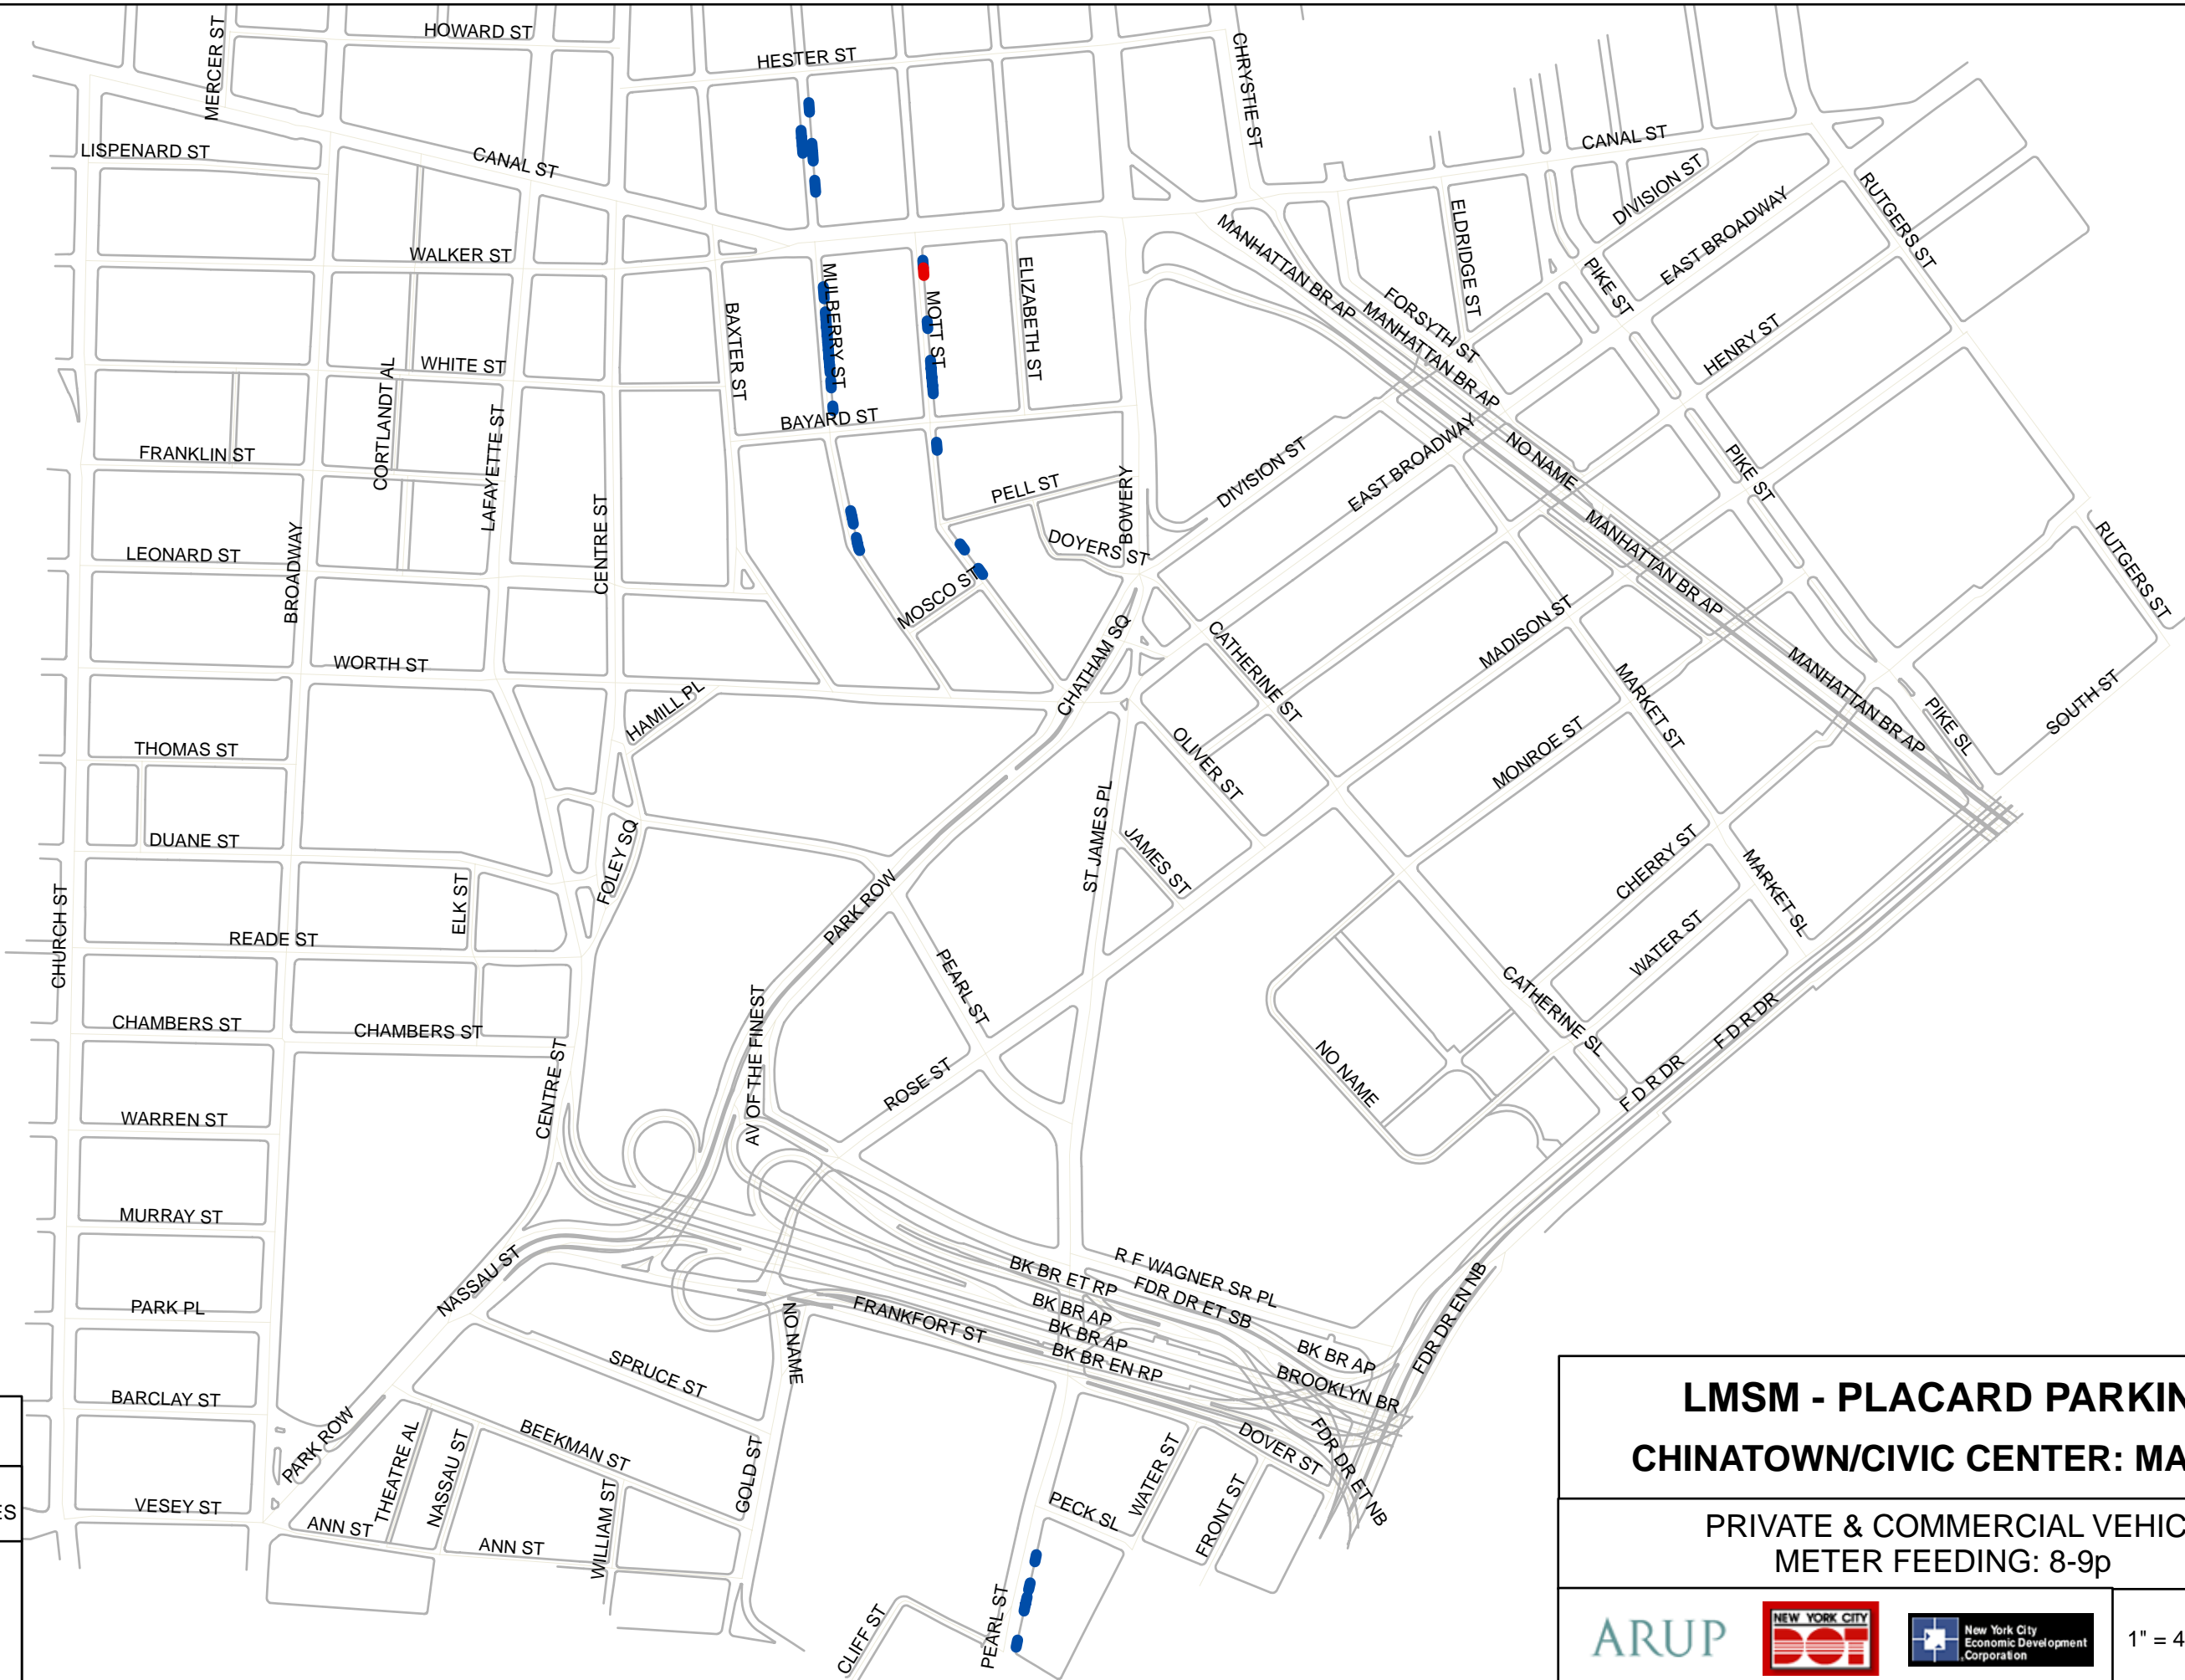 HOWARD ST
MERCER ST
HESTER ST
CHRYSTIE ST
LISPENARD ST
CANAL ST
CANAL ST
DIVISION ST
RUTGERS ST
EAST BROADWAY
ELDRIDGE ST
WALKER ST
MULBERRY ST
MOTT ST
ELIZABETH ST
MANHATTAN BR AP
PIKE ST
FORSYTH ST
MANHATTAN BR AP
HENRY ST
BAXTER ST
WHITE ST
CORTLANDT AL
LAFAYETTE ST
BAYARD ST
FRANKLIN ST
CENTRE ST
PELL ST
BOWERY
DIVISION ST
EAST BROADWAY
NO NAME
PIKE ST
LEONARD ST
BROADWAY
DOYERS ST
MANHATTAN BR AP
RUTGERS ST
MOSCO ST
CHATHAM SQ
CATHERINE ST
MADISON ST
MARKET ST
MANHATTAN BR AP
WORTH ST
HAMILL PL
PIKE SL
SOUTH ST
THOMAS ST
OLIVER ST
MONROE ST
ST JAMES PL
JAMES ST
DUANE ST
FOLEY SQ
CHERRY ST
MARKET SL
CHURCH ST
ELK ST
PARK ROW
READE ST
WATER ST
PEARL ST
CATHERINE SL
CHAMBERS ST
CHAMBERS ST
AV OF THE FINEST
F D R DR
F D R DR
CENTRE ST
ROSE ST
NO NAME
WARREN ST
MURRAY ST
NASSAU ST
R F WAGNER SR PL
BK BR ET RP
FDR DR ET SB
FDR DR EN NB
PARK PL
NO NAME
FRANKFORT ST
BK BR AP
BK BR AP
BK BR EN RP
BK BR AP
BROOKLYN BR
SPRUCE ST
BARCLAY ST
PARK ROW
THEATRE AL
NASSAU ST
BEEKMAN ST
GOLD ST
DOVER ST
FDR DR ET NB
WATER ST
FRONT ST
PECK SL
VESEY ST
ANN ST
ANN ST
WILLIAM ST
CLIFF ST
PEARL ST
ES
LMSM - PLACARD PARKIN
CHINATOWN/CIVIC CENTER: MA
PRIVATE & COMMERCIAL VEHIC
METER FEEDING: 8-9p
ARUP
NEW YORK CITY
DOT
New York City
Economic Development
Corporation
1" = 4